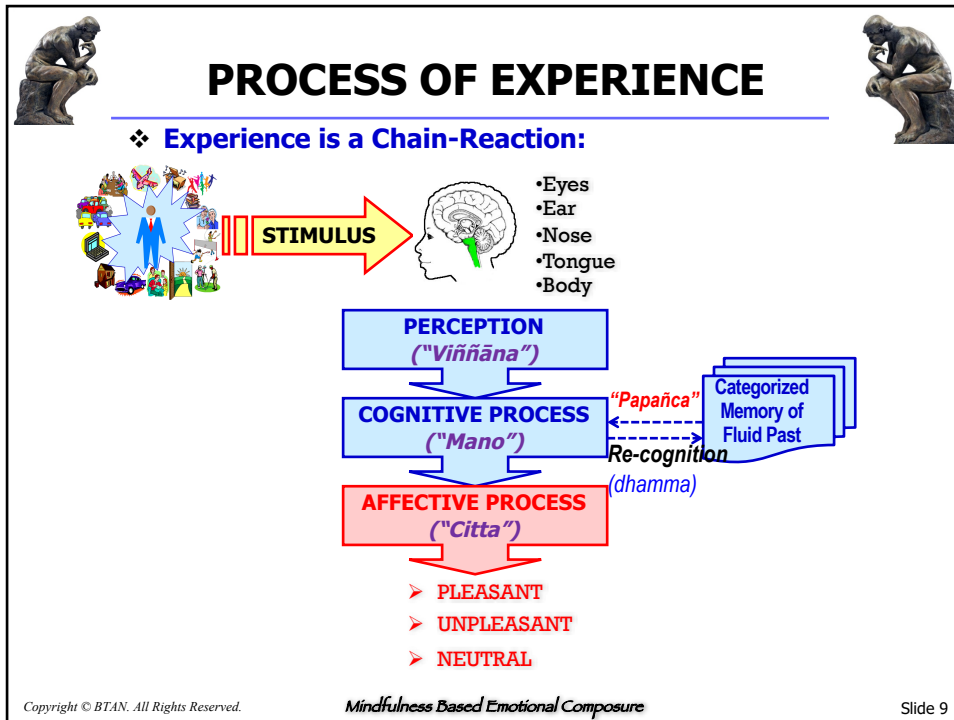 PROCESS OF EXPERIENCE
❖ Experience is a Chain-Reaction:
STIMULUS
•Eyes
•Ear
•Nose
•Tongue
•Body
PERCEPTION
("Viññāna")
COGNITIVE PROCESS
("Mano")
"Papañca"
Re-cognition
(dhamma)
Categorized
Memory of
Fluid Past
AFFECTIVE PROCESS
("Citta")
➢ PLEASANT
➢ UNPLEASANT
➢ NEUTRAL
Copyright © BTAN. All Rights Reserved.
Mindfulness Based Emotional Composure
Slide 9